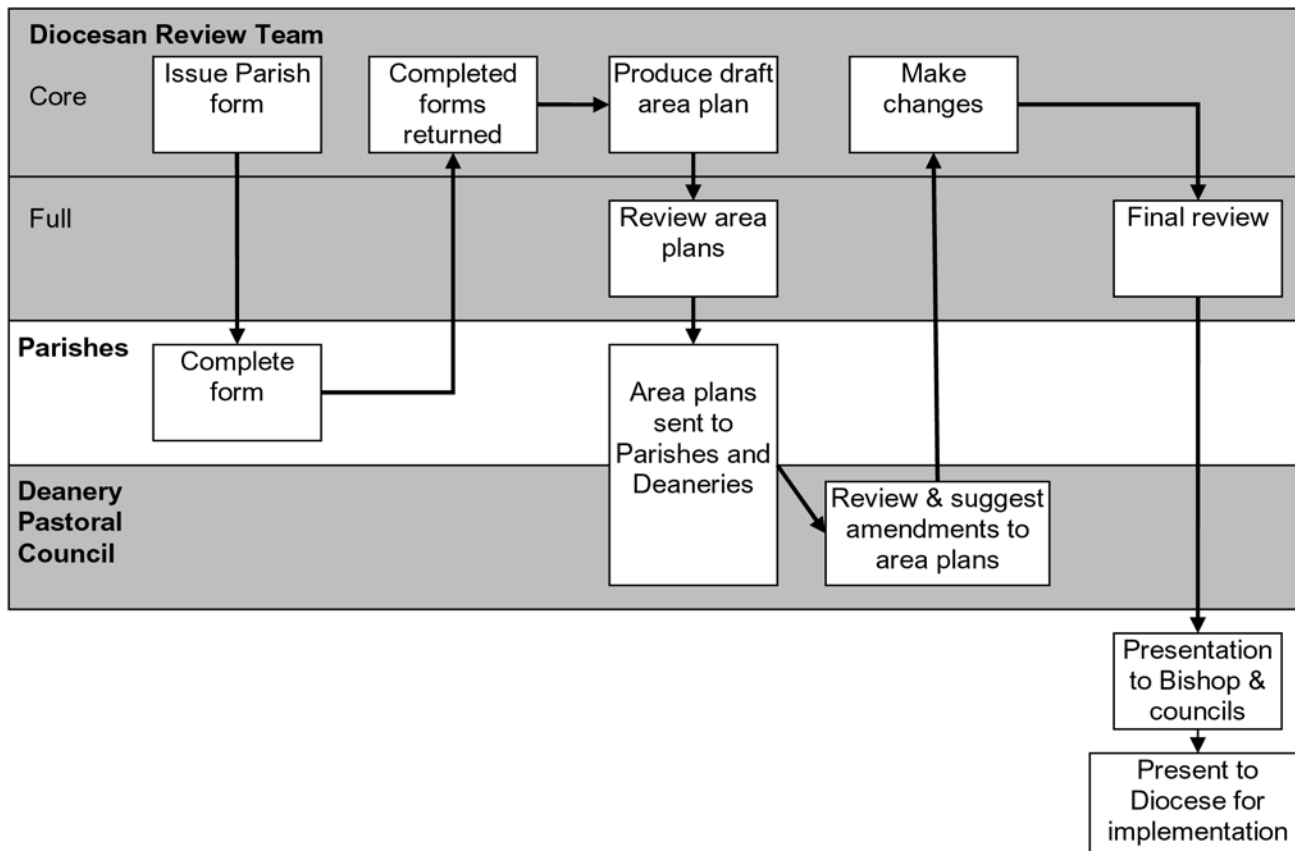 Diocesan Review Team
Core
Issue Parish
form
Completed
forms
returned
Produce draft
area plan
Make
changes
Full
Review area
plans
Final review
Parishes
Complete
form
Area plans
sent to
Parishes and
Deaneries
Deanery
Pastoral
Council
Review & suggest
amendments to
area plans
Presentation
to Bishop &
councils
Present to
Diocese for
implementation